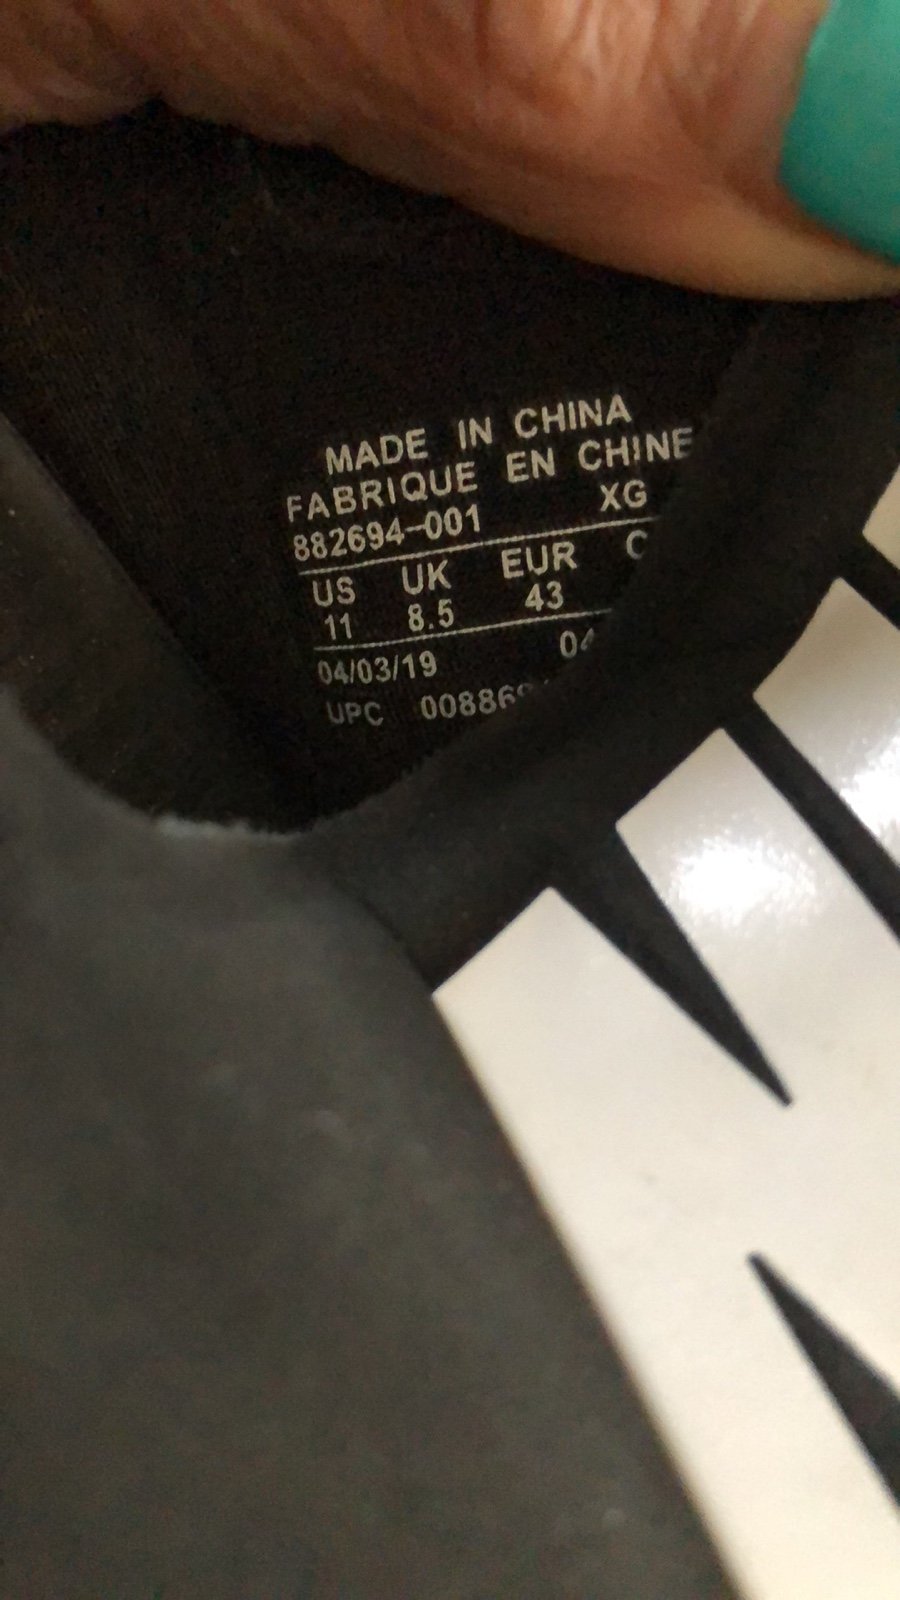 MADE IN CHINA
FABRIQUE EN CHINE
882694-001 XG
US UK EUR
11 8.5 43
04/03/19 04
UPC